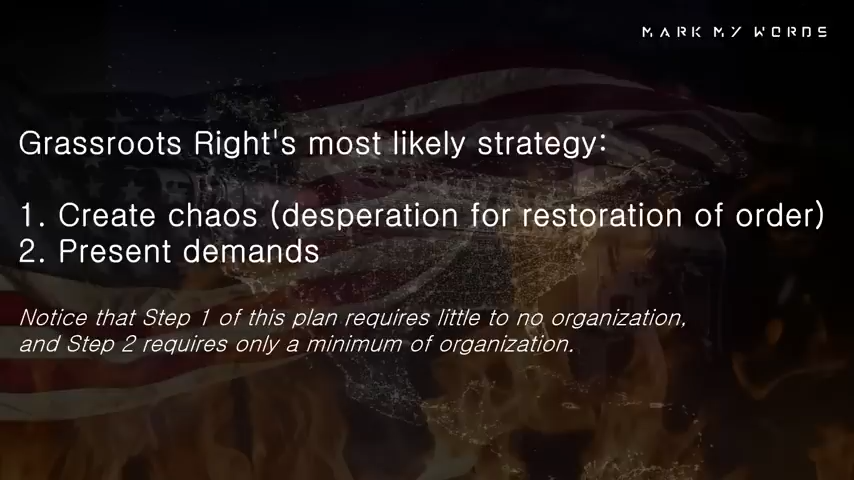 MARK MY WORDS
Grassroots Right's most likely strategy:
1. Create chaos (desperation for restoration of order)
2. Present demands
Notice that Step 1 of this plan requires little to no organization,
and Step 2 requires only a minimum of organization.